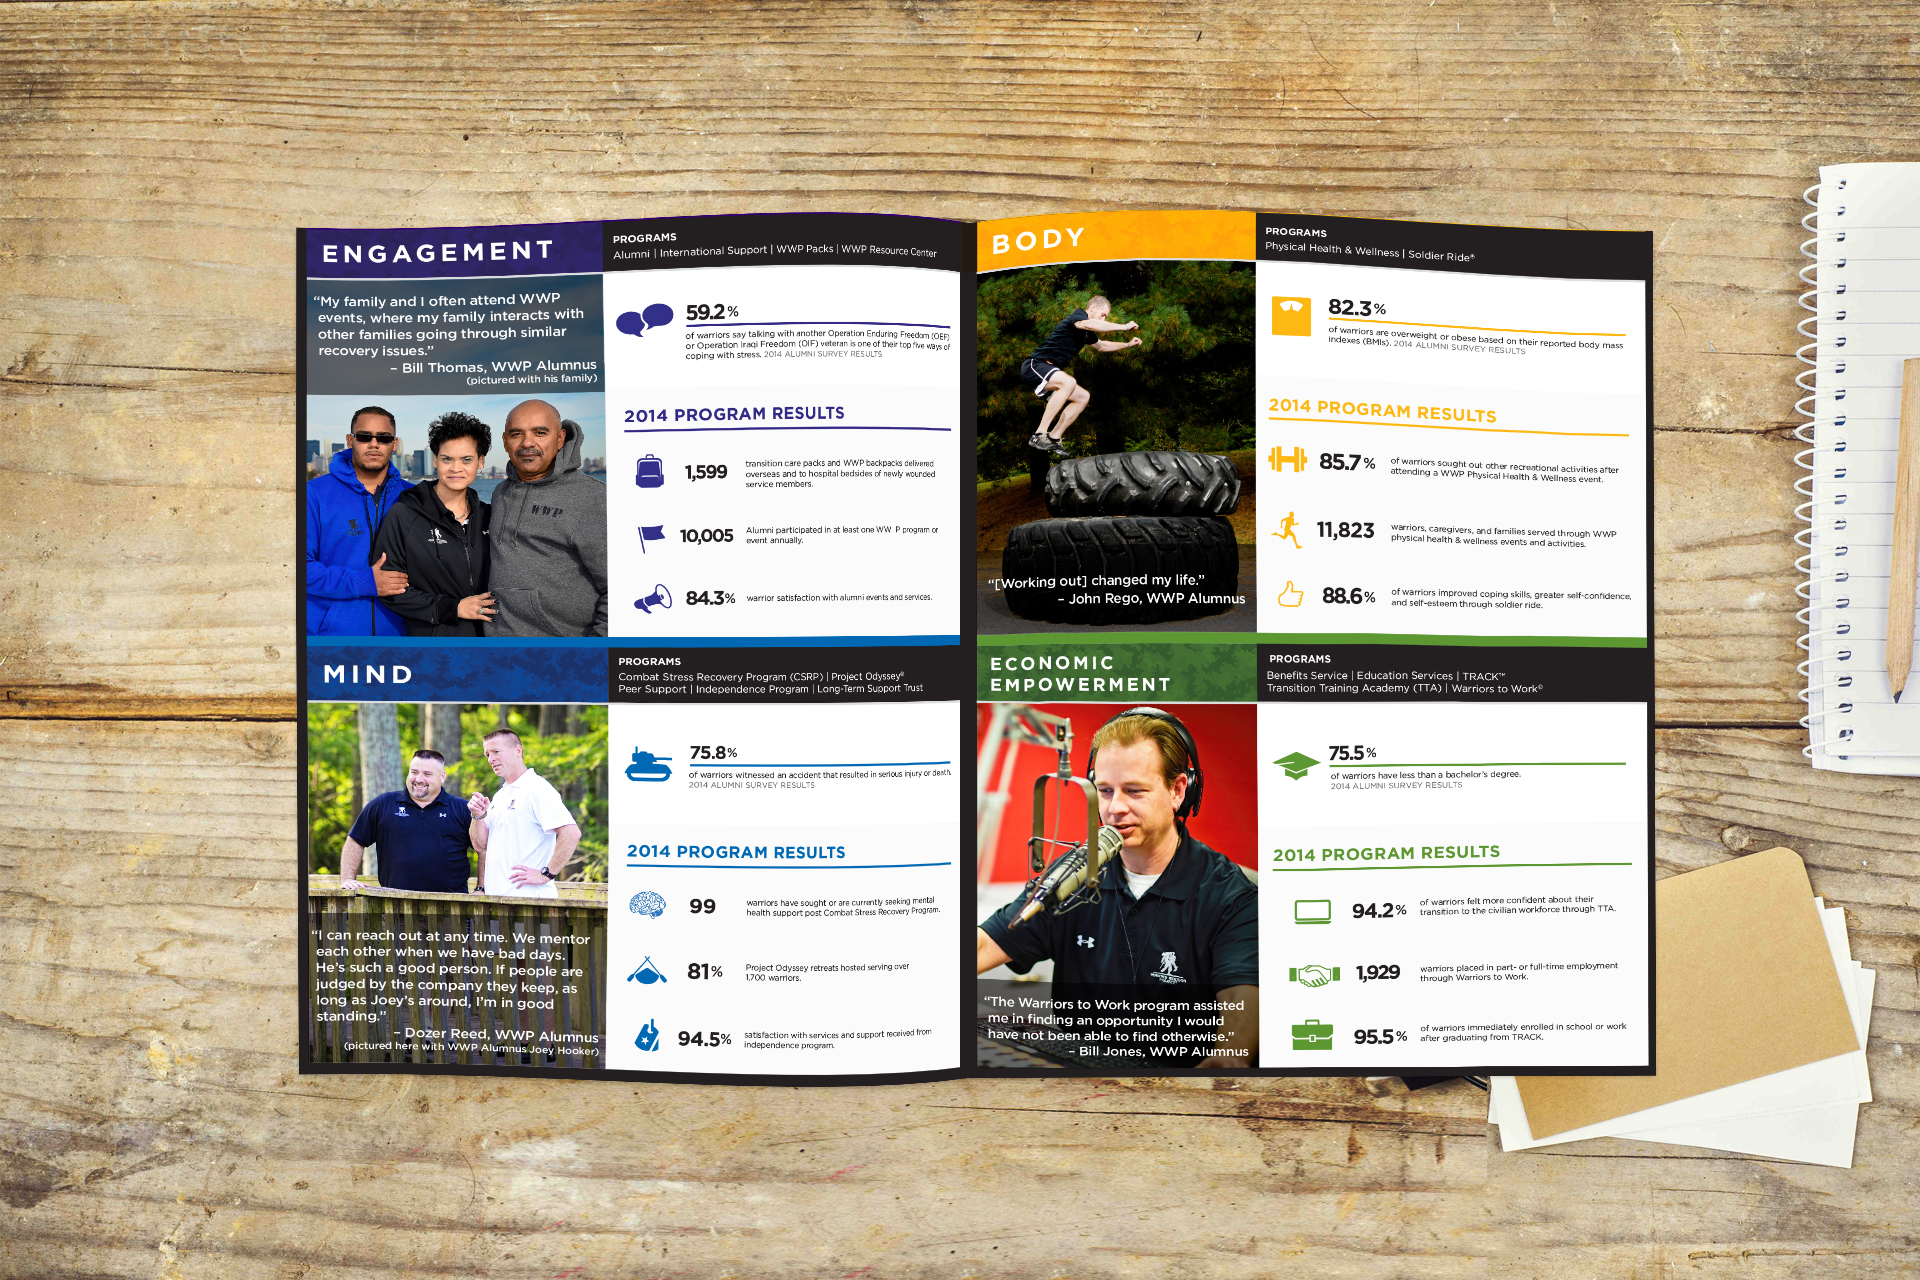 ENGAGEMENT
PROGRAMS
Alumni | International Support | WWP Packs | WWP Resource Center
“My family and I often attend WWP
events, where my family interacts with
other families going through similar
recovery issues.”
– Bill Thomas, WWP Alumnus
(pictured with his family)
WWP
59.2%
of warriors say talking with another Operation Enduring Freedom (OEF)
or Operation Iraqi Freedom (OIF) veteran is one of their top five ways of
coping with stress. 2014 ALUMNI SURVEY RESULTS
2014 PROGRAM RESULTS
1,599
transition care packs and WWP backpacks delivered
overseas and to hospital bedsides of newly wounded
service members.
10,005
Alumni participated in at least one WW P program or
event annually.
84.3%
warrior satisfaction with alumni events and services.
MIND
PROGRAMS
Combat Stress Recovery Program (CSRP) | Project Odyssey®
Peer Support | Independence Program | Long-Term Support Trust
“I can reach out at any time. We mentor
each other when we have bad days.
He’s such a good person. If people are
judged by the company they keep, as
long as Joey’s around, I’m in good
standing.”
– Dozer Reed, WWP Alumnus
(pictured here with WWP Alumnus Joey Hooker)
75.8%
of warriors witnessed an accident that resulted in serious injury or death.
2014 ALUMNI SURVEY RESULTS
2014 PROGRAM RESULTS
99
warriors have sought or are currently seeking mental
health support post Combat Stress Recovery Program.
81%
Project Odyssey retreats hosted serving over
1,700 warriors.
94.5%
satisfaction with services and support received from
independence program.
BODY
PROGRAMS
Physical Health & Wellness | Soldier Ride®
“[Working out] changed my life.”
– John Rego, WWP Alumnus
82.3%
of warriors are overweight or obese based on their reported body mass
indexes (BMIs). 2014 ALUMNI SURVEY RESULTS
2014 PROGRAM RESULTS
85.7%
of warriors sought out other recreational activities after
attending a WWP Physical Health & Wellness event.
11,823
warriors, caregivers, and families served through WWP
physical health & wellness events and activities.
88.6%
of warriors improved coping skills, greater self-confidence,
and self-esteem through soldier ride.
ECONOMIC
EMPOWERMENT
PROGRAMS
Benefits Service | Education Services | TRACK™
Transition Training Academy (TTA) | Warriors to Work®
“The Warriors to Work program assisted
me in finding an opportunity I would
have not been able to find otherwise.”
– Bill Jones, WWP Alumnus
75.5%
of warriors have less than a bachelor’s degree.
2014 ALUMNI SURVEY RESULTS
2014 PROGRAM RESULTS
94.2%
of warriors felt more confident about their
transition to the civilian workforce through TTA.
1,929
warriors placed in part- or full-time employment
through Warriors to Work.
95.5%
of warriors immediately enrolled in school or work
after graduating from TRACK.